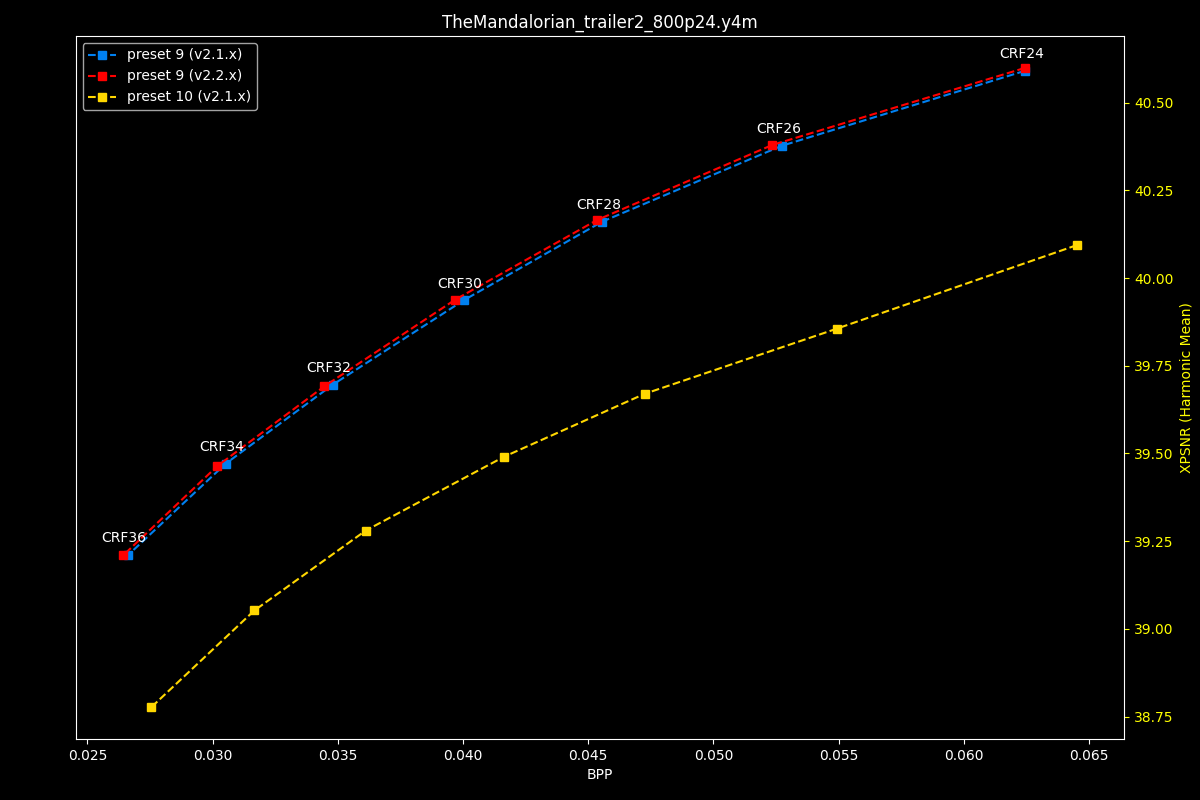 TheMandalorian_trailer2_800p24.y4m
preset 9 (v2.1.x)
preset 9 (v2.2.x)
preset 10 (v2.1.x)
CRF24
CRF26
CRF28
CRF30
CRF32
CRF34
CRF36
40.50
40.25
40.00
39.75
39.50
39.25
39.00
38.75
XPSNR (Harmonic Mean)
0.025 0.030 0.035 0.040 0.045 0.050 0.055 0.060 0.065
BPP